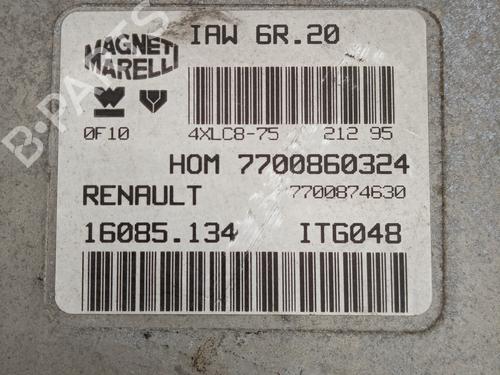 MAGNETI MARELLI
IAW 6R.20
0F10
4XLC8-75 212 95
HOM 7700860324
RENAULT 7700874630
16085.134 ITG048
B-PARTS